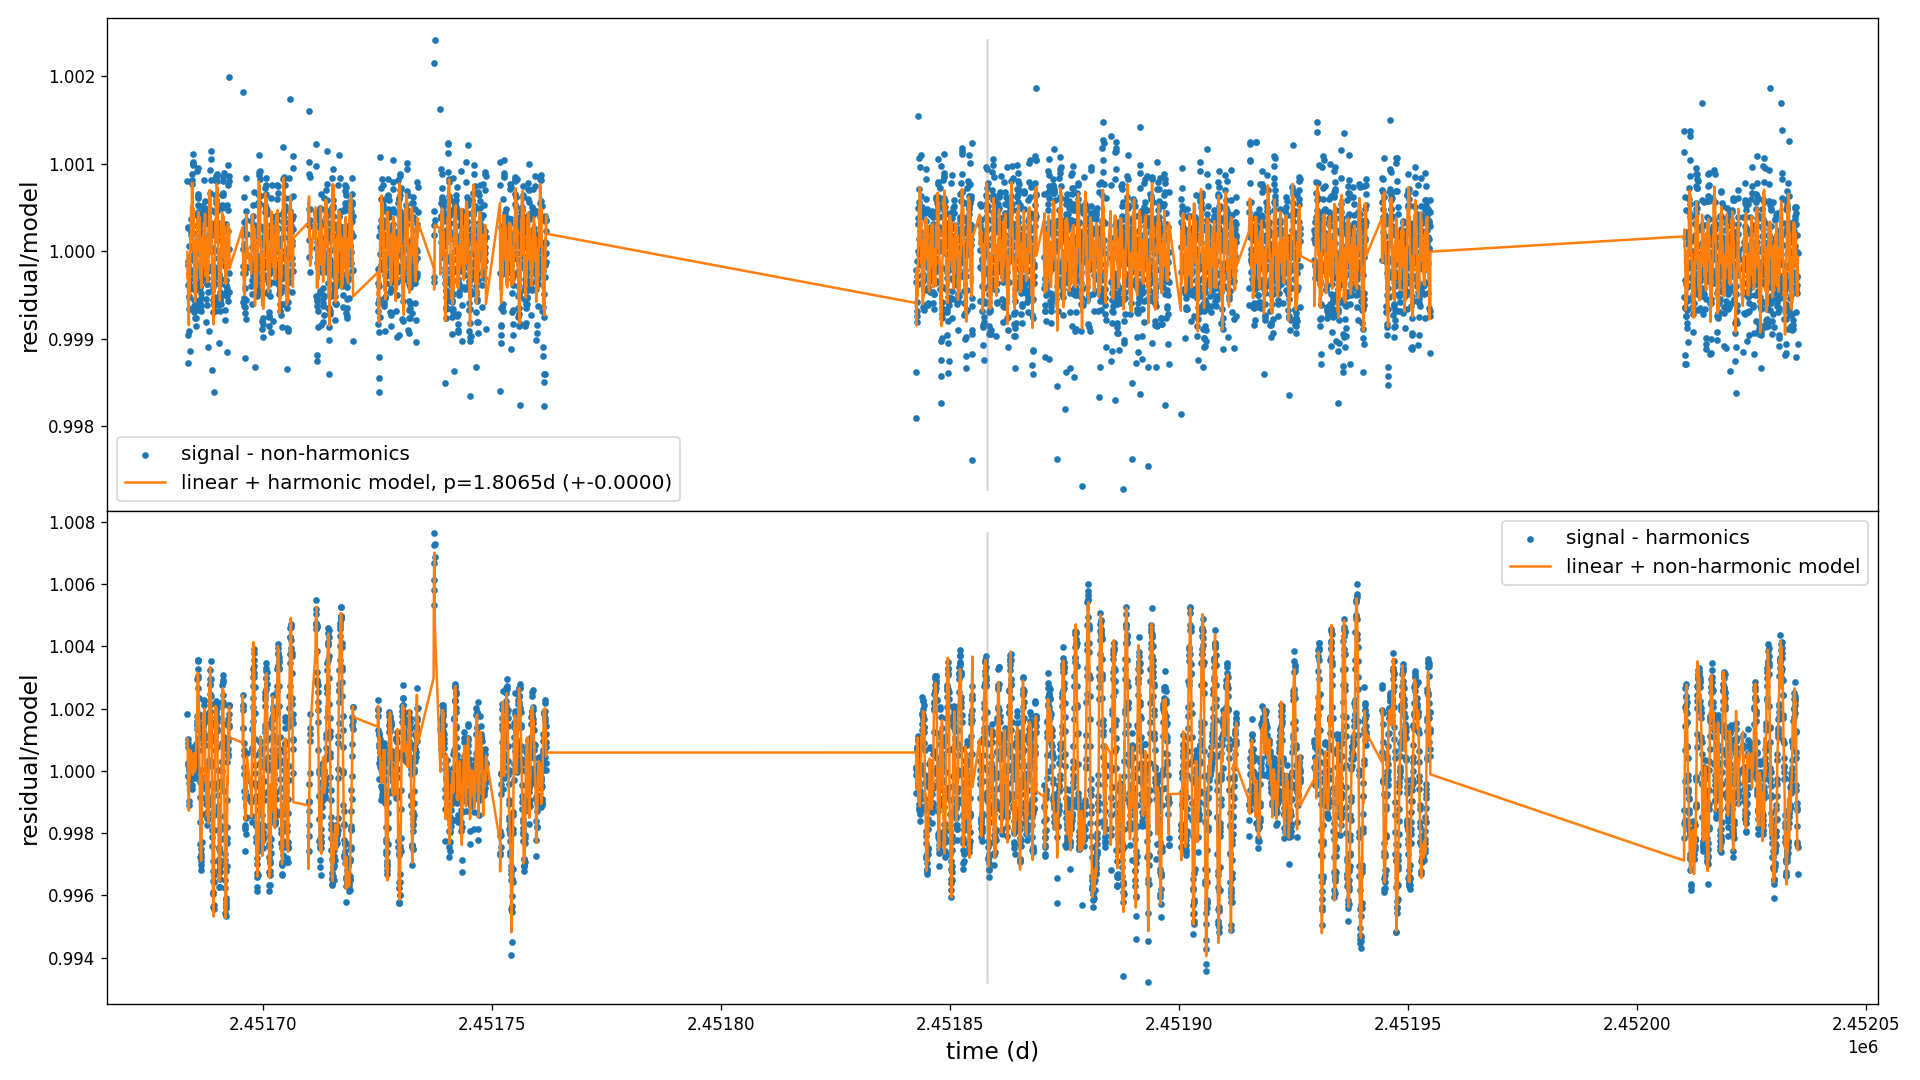 1.002
1.001
1.000
0.999
0.998
residual/model
signal - non-harmonics
linear + harmonic model, p=1.8065d (+-0.0000)
1.008
1.006
1.004
1.002
1.000
0.998
0.996
0.994
residual/model
signal - harmonics
linear + non-harmonic model
2.45170
2.45175
2.45180
2.45185
2.45190
2.45195
2.45200
2.45205
1e6
time (d)